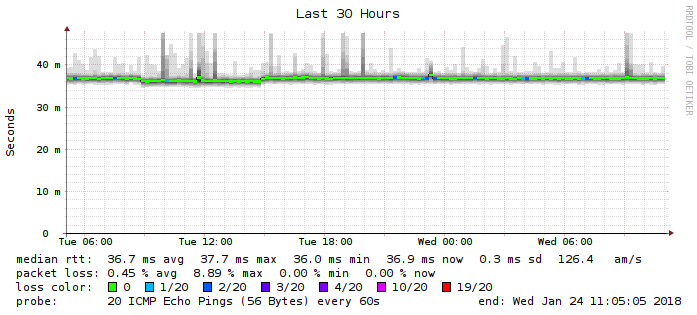 Last 30 Hours
RRDTOOL / TOBI OETIKER
Seconds
40 m
30 m
20 m
10 m
0
Tue 06:00 Tue 12:00 Tue 18:00 Wed 00:00 Wed 06:00
median rtt: 36.7 ms avg 37.7 ms max 36.0 ms min 36.9 ms now 0.3 ms sd 126.4 am/s
packet loss: 0.45 % avg 8.89 % max 0.00 % min 0.00 % now
loss color: 0 1/20 2/20 3/20 4/20 10/20 19/20
probe: 20 ICMP Echo Pings (56 Bytes) every 60s end: Wed Jan 24 11:05:05 2018